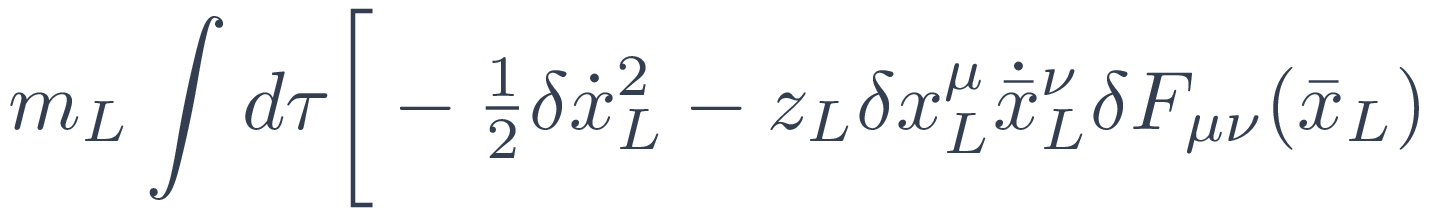 m_L \int d\tau \Big[ - \frac{1}{2} \delta \dot{x}_L^2 - z_L \delta x_L^\mu \dot{\bar{x}}_L^\nu \delta F_{\mu\nu}(\bar{x}_L)